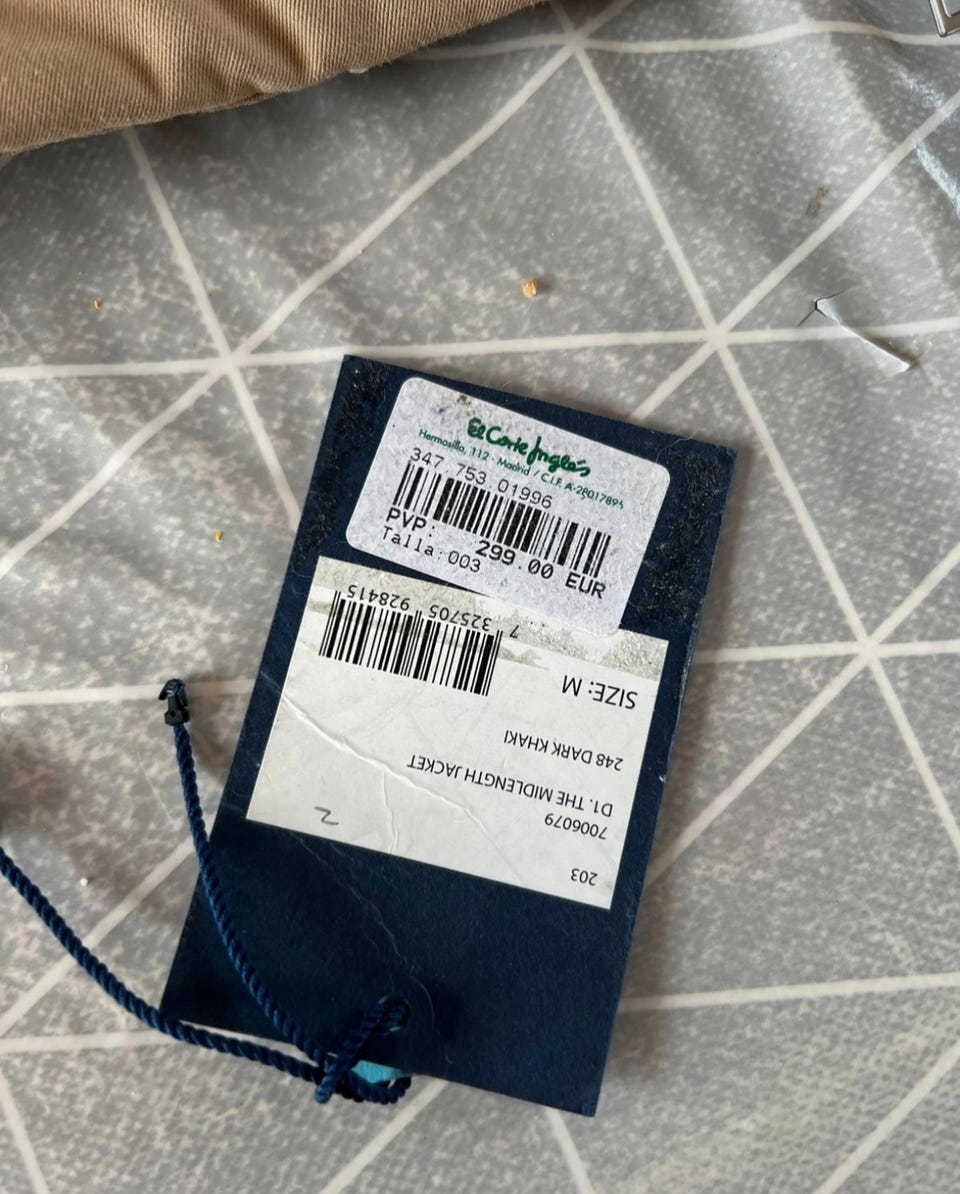 El Corte Inglés
Hermosilla, 112 - Madrid / C.I.F. A-28017895
347 753 01996
PVP: 299.00 EUR
Talla:003
203
7006079
D1. THE MIDLENGTH JACKET
248 DARK KHAKI
SIZE: M
7 325705 928415
2